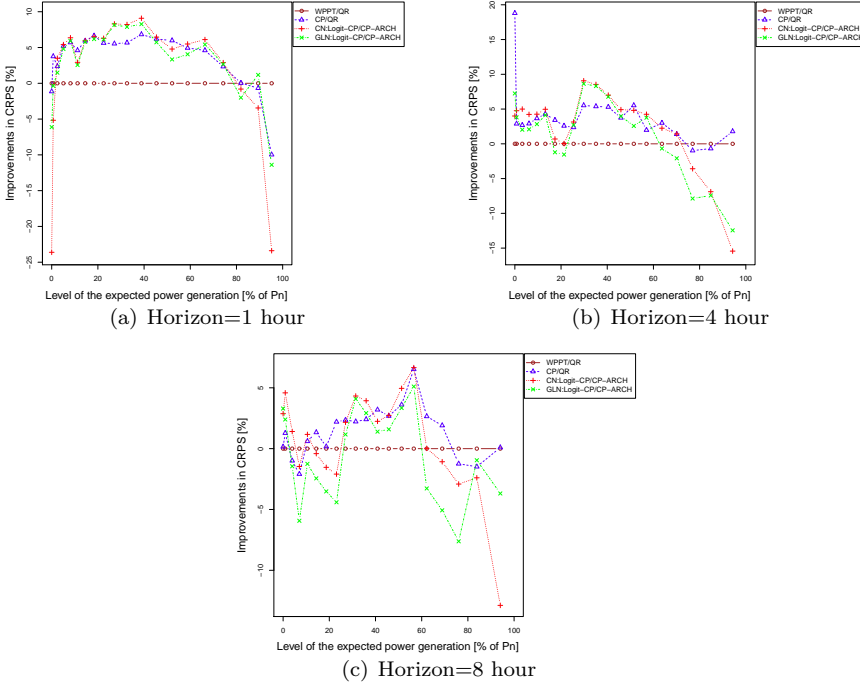 WPPT/QR
CP/QR
CN:Logit−CP/CP−ARCH
GLN:Logit−CP/CP−ARCH
Improvements in CRPS [%]
10
5
0
−5
−10
−15
−20
−25
0 20 40 60 80 100
Level of the expected power generation [% of Pn]
(a) Horizon=1 hour
WPPT/QR
CP/QR
CN:Logit−CP/CP−ARCH
GLN:Logit−CP/CP−ARCH
Improvements in CRPS [%]
20
15
10
5
0
−5
−10
−15
0 20 40 60 80 100
Level of the expected power generation [% of Pn]
(b) Horizon=4 hour
WPPT/QR
CP/QR
CN:Logit−CP/CP−ARCH
GLN:Logit−CP/CP−ARCH
Improvements in CRPS [%]
5
0
−5
−10
0 20 40 60 80 100
Level of the expected power generation [% of Pn]
(c) Horizon=8 hour